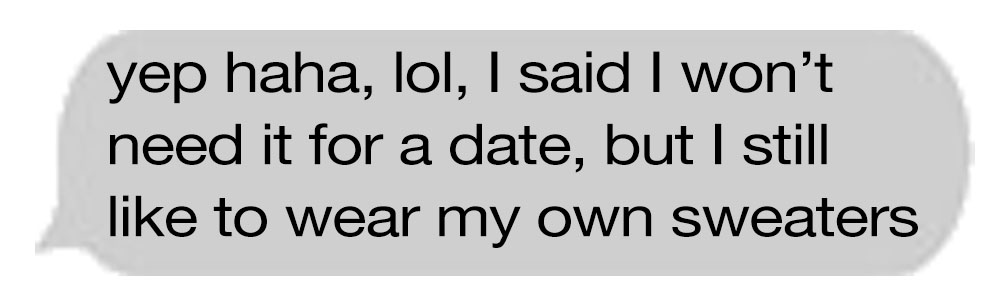 yep haha, lol, I said I won’t
need it for a date, but I still
like to wear my own sweaters